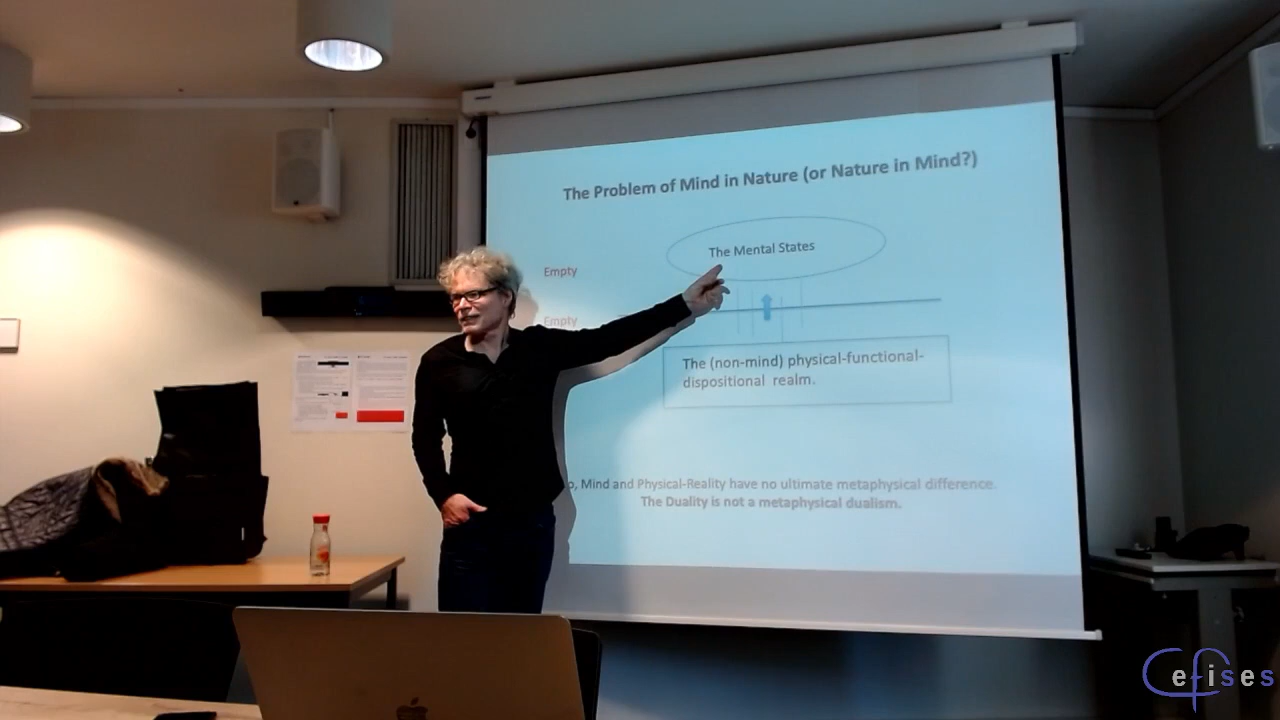 The Problem of Mind in Nature (or Nature in Mind?)
The Mental States
Empty
Empty
The (non-mind) physical-functional-
dispositional realm.
Mind and Physical-Reality have no ultimate metaphysical difference.
The Duality is not a metaphysical dualism.
Cefises